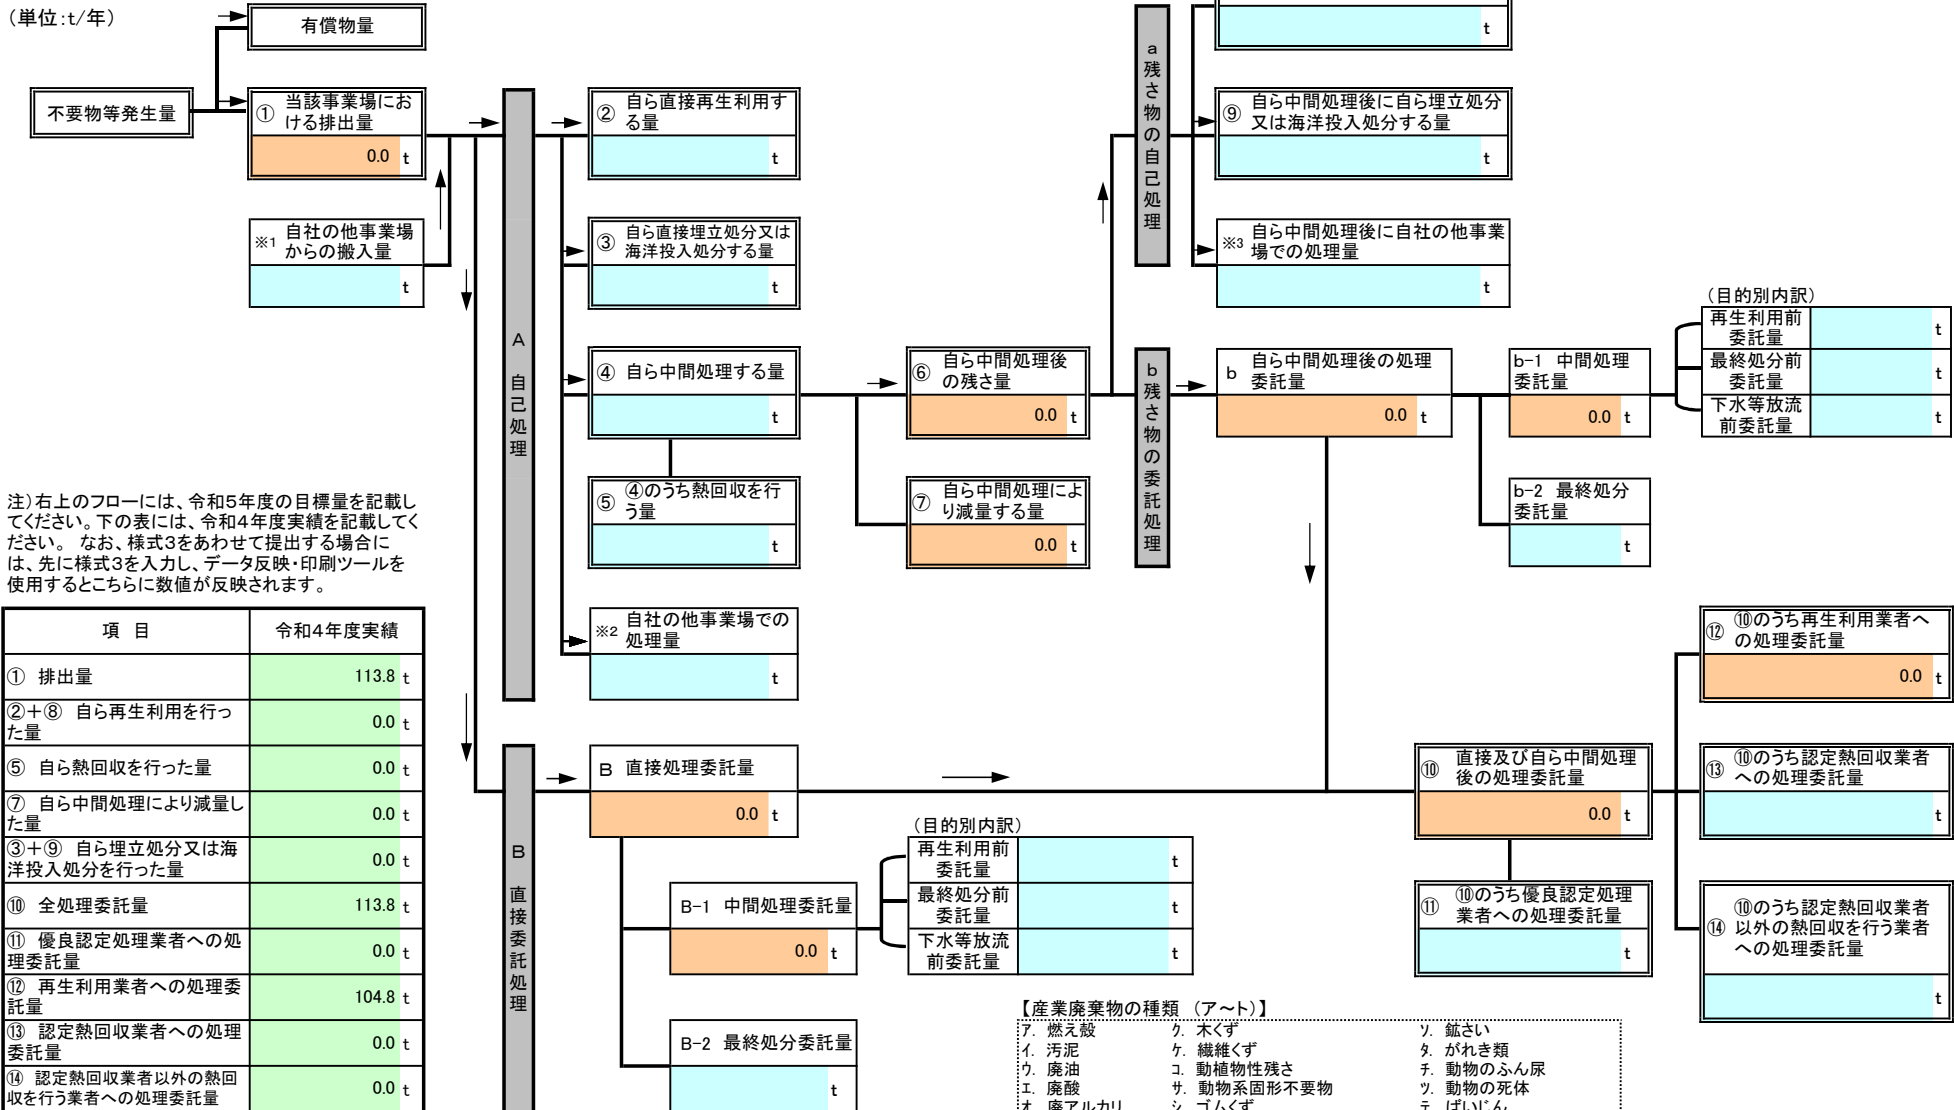 (単位:t/年)
有償物量
不要物等発生量
① 当該事業場にお
ける排出量
0.0 t
※1 自社の他事業場
からの搬入量
t
A 自己処理
② 自ら直接再生利用す
る量
t
③ 自ら直接埋立処分又は
海洋投入処分する量
t
④ 自ら中間処理する量
t
⑤ ④のうち熱回収を行
う量
t
※2 自社の他事業場での
処理量
t
⑥ 自ら中間処理後
の残さ量
0.0 t
⑦ 自ら中間処理によ
り減量する量
0.0 t
a残さ物の自己処理
t
⑨ 自ら中間処理後に自ら埋立処分
又は海洋投入処分する量
t
※3 自ら中間処理後に自社の他事業
場での処理量
t
b残さ物の委託処理
b 自ら中間処理後の処理
委託量
0.0 t
b-1 中間処理
委託量
0.0 t
(目的別内訳)
再生利用前
委託量
t
最終処分前
委託量
t
下水等放流
前委託量
t
b-2 最終処分
委託量
t
注)右上のフローには、令和5年度の目標量を記載し
てください。下の表には、令和4年度実績を記載してく
ださい。 なお、様式3をあわせて提出する場合に
は、先に様式3を入力し、データ反映・印刷ツールを
使用するとこちらに数値が反映されます。
項 目 令和4年度実績
① 排出量 113.8 t
②+⑧ 自ら再生利用を行っ
た量 0.0 t
⑤ 自ら熱回収を行った量 0.0 t
⑦ 自ら中間処理により減量し
た量 0.0 t
③+⑨ 自ら埋立処分又は海
洋投入処分を行った量 0.0 t
⑩ 全処理委託量 113.8 t
⑪ 優良認定処理業者への処
理委託量 0.0 t
⑫ 再生利用業者への処理委
託量 104.8 t
⑬ 認定熱回収業者への処理
委託量 0.0 t
⑭ 認定熱回収業者以外の熱回
収を行う業者への処理委託量 0.0 t
B 直接委託処理
B 直接処理委託量
0.0 t
B-1 中間処理委託量
0.0 t
(目的別内訳)
再生利用前
委託量
t
最終処分前
委託量
t
下水等放流
前委託量
t
B-2 最終処分委託量
t
⑩ 直接及び自ら中間処理
後の処理委託量
0.0 t
⑪ ⑩のうち優良認定処理
業者への処理委託量
t
⑫ ⑩のうち再生利用業者へ
の処理委託量
0.0 t
⑬ ⑩のうち認定熱回収業者
への処理委託量
t
⑭ ⑩のうち認定熱回収業者
以外の熱回収を行う業者
への処理委託量
t
【産業廃棄物の種類 (ア~ト)】
ア. 燃え殻 ク. 木くず ソ. 鉱さい
イ. 汚泥 ケ. 繊維くず タ. がれき類
ウ. 廃油 コ. 動植物性残さ チ. 動物のふん尿
エ. 廃酸 サ. 動物系固形不要物 ツ. 動物の死体
オ. 廃アルカリ シ. ゴムくず テ. ばいじん